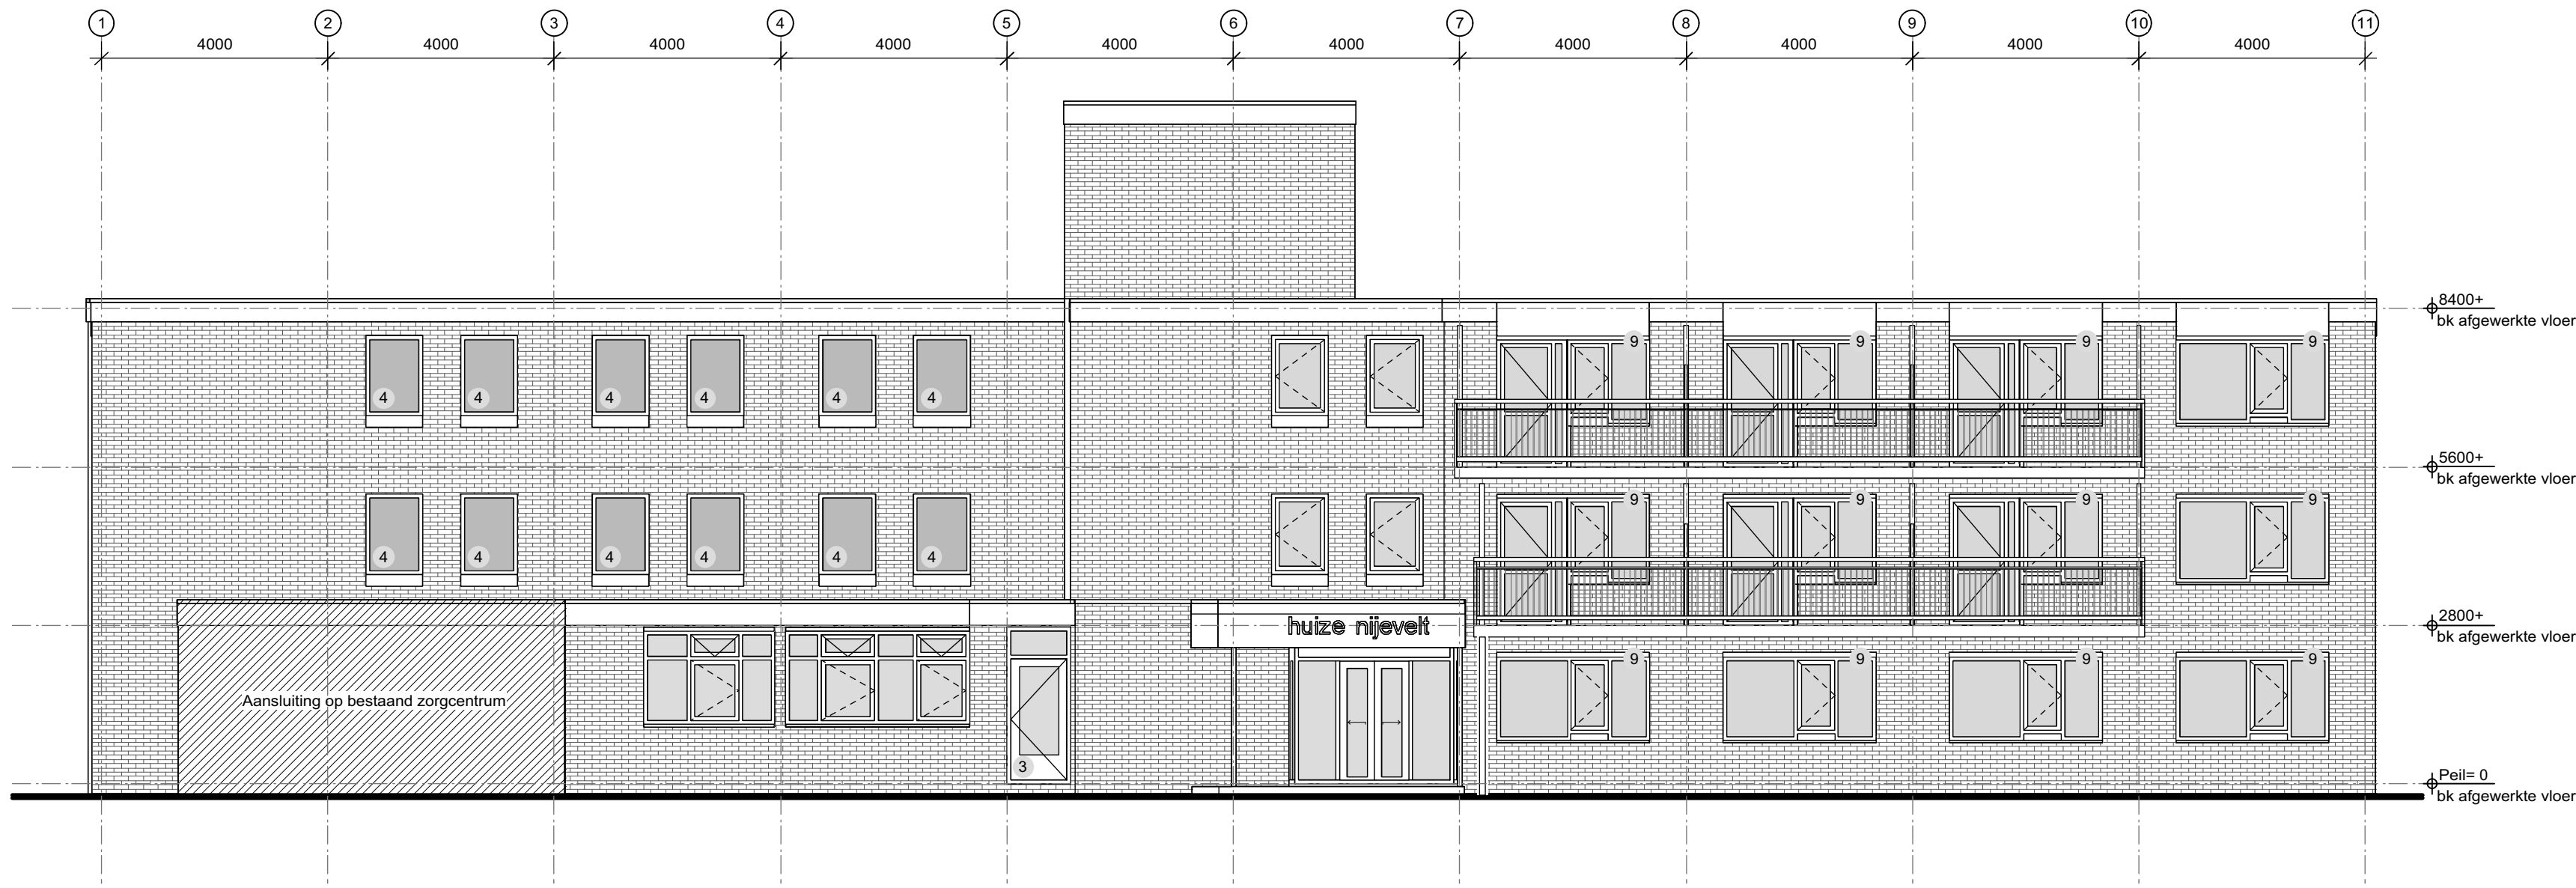 1 2 3 4 5 6 7 8 9 10 11
4000 4000 4000 4000 4000 4000 4000 4000 4000 4000
8400+
bk afgewerkte vloer
9 9 9 9
4 4 4 4 4 4
5600+
bk afgewerkte vloer
9 9 9 9
4 4 4 4 4 4
huize nijevelt
2800+
bk afgewerkte vloer
9 9 9 9
Aansluiting op bestaand zorgcentrum
3
Peil= 0
bk afgewerkte vloer